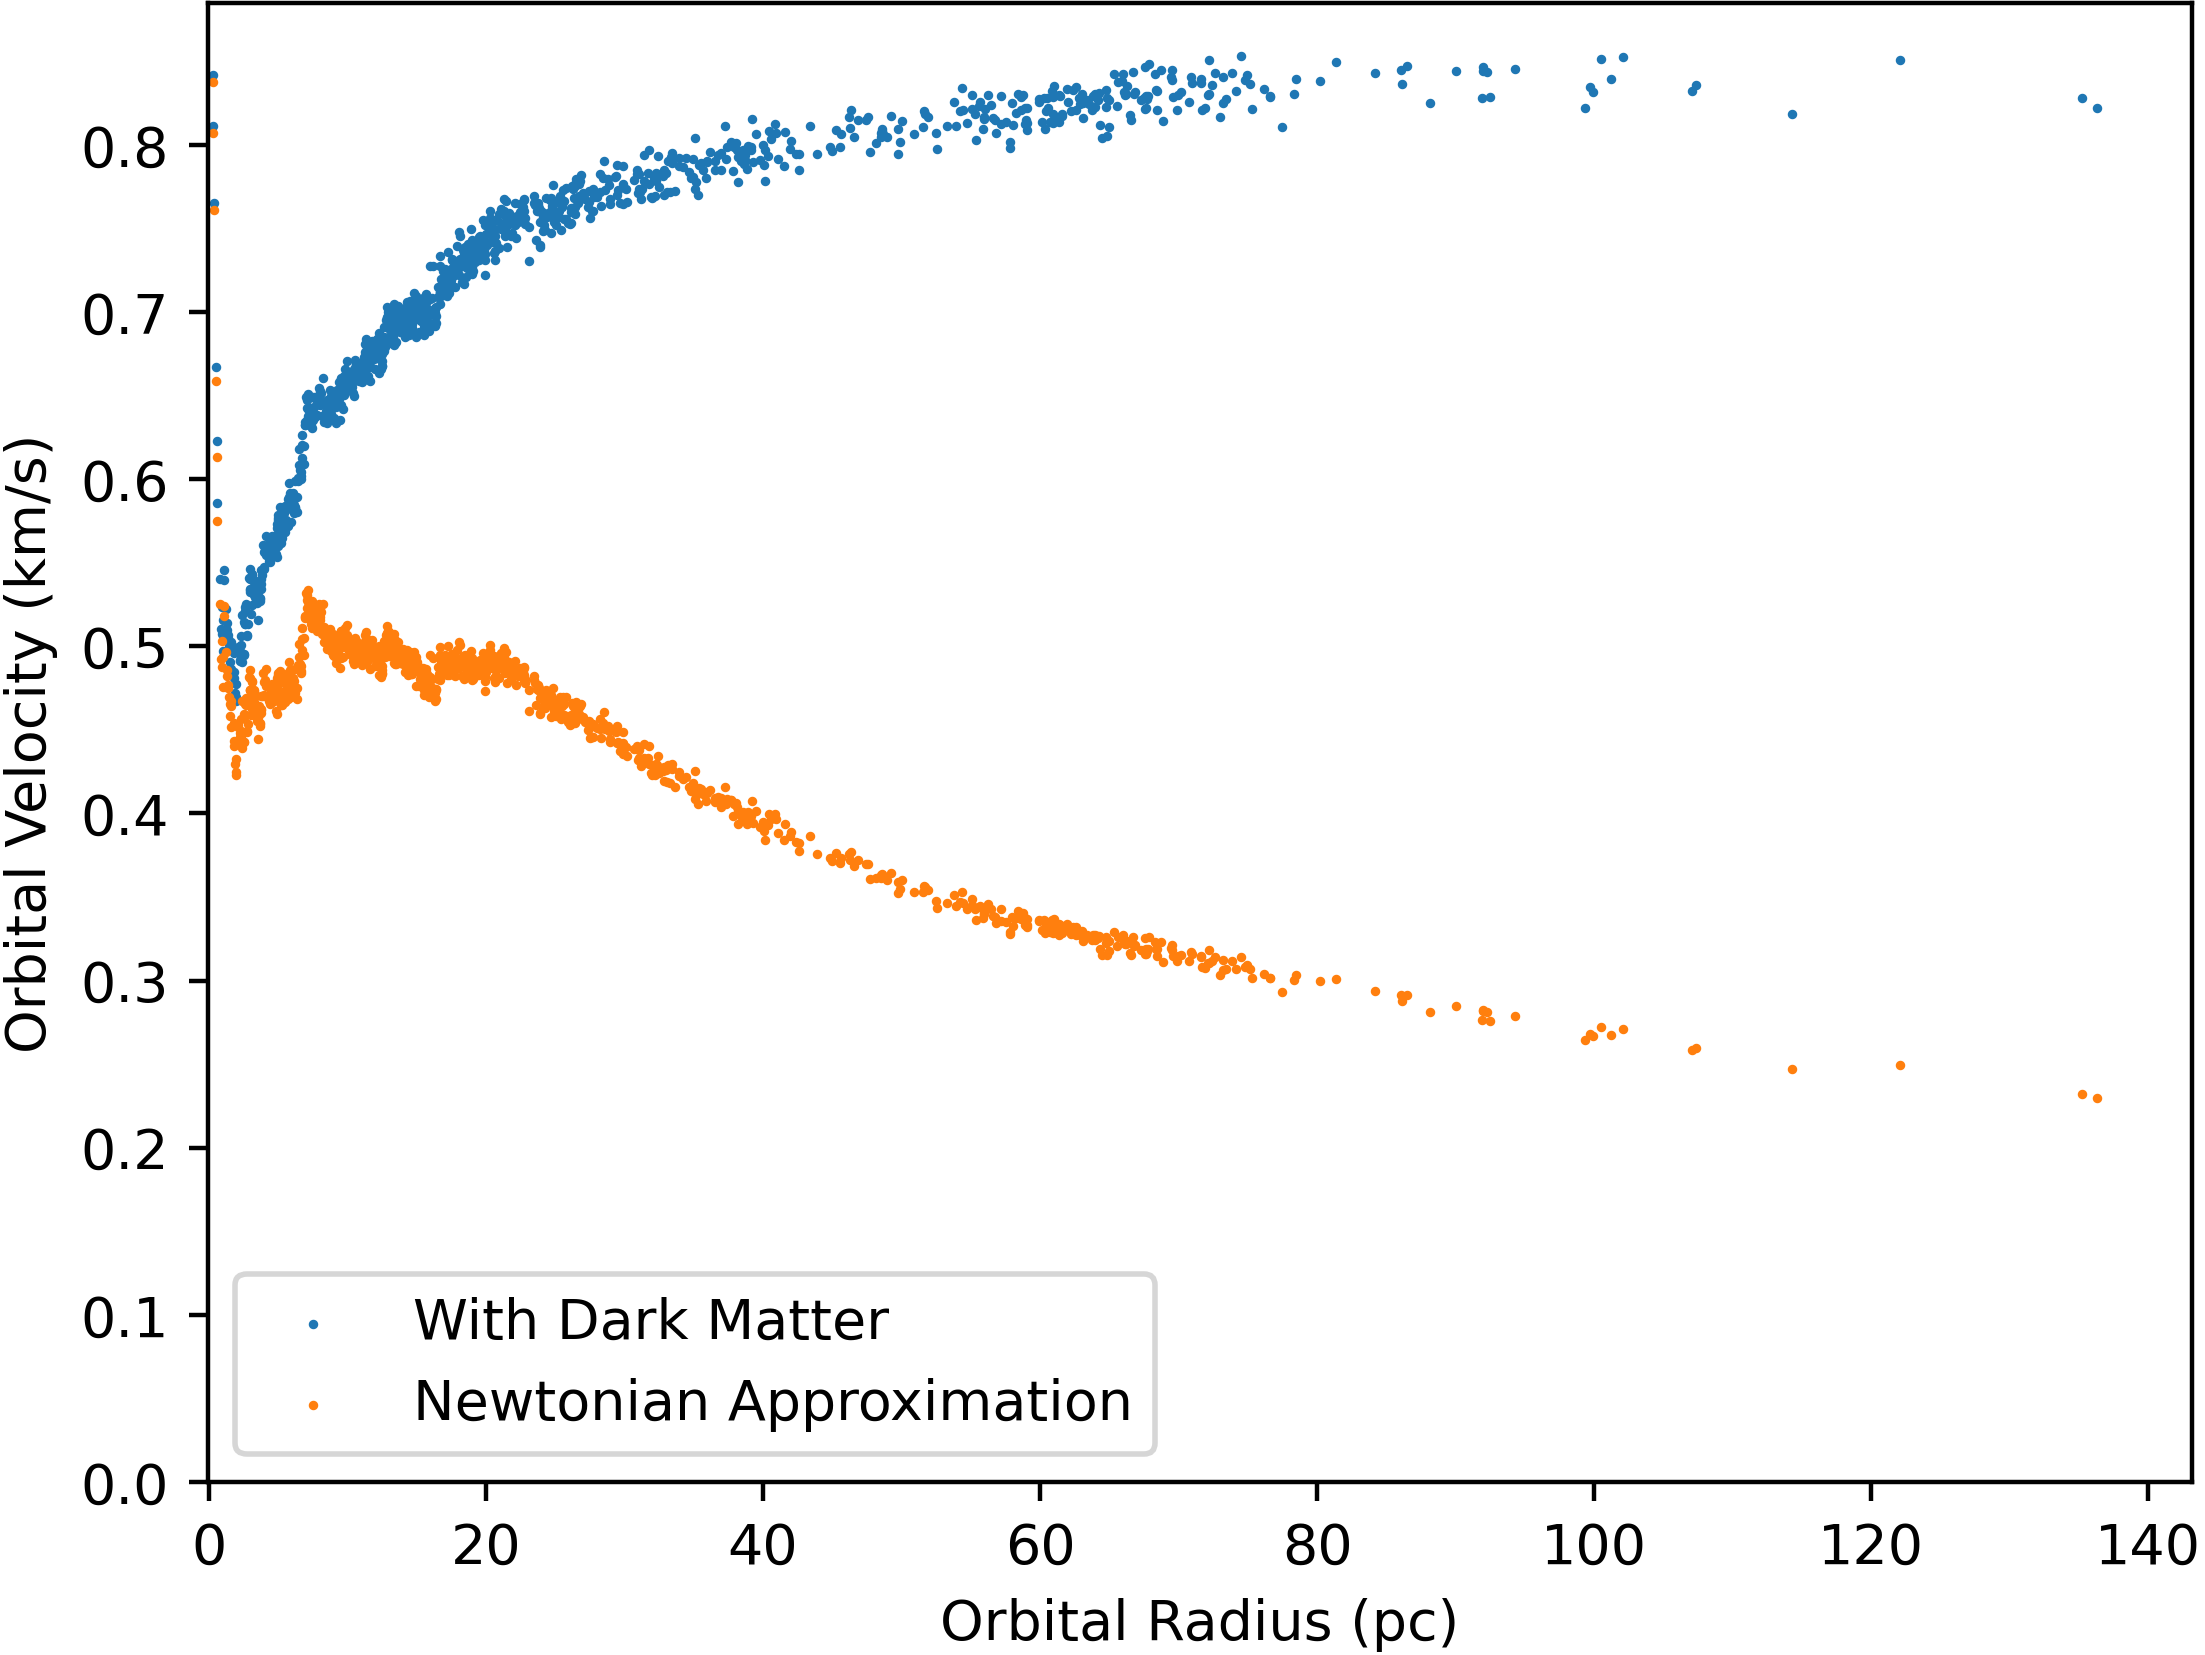 Orbital Velocity (km/s)
0.8
0.7
0.6
0.5
0.4
0.3
0.2
0.1
0.0
With Dark Matter
Newtonian Approximation
0 20 40 60 80 100 120 140
Orbital Radius (pc)